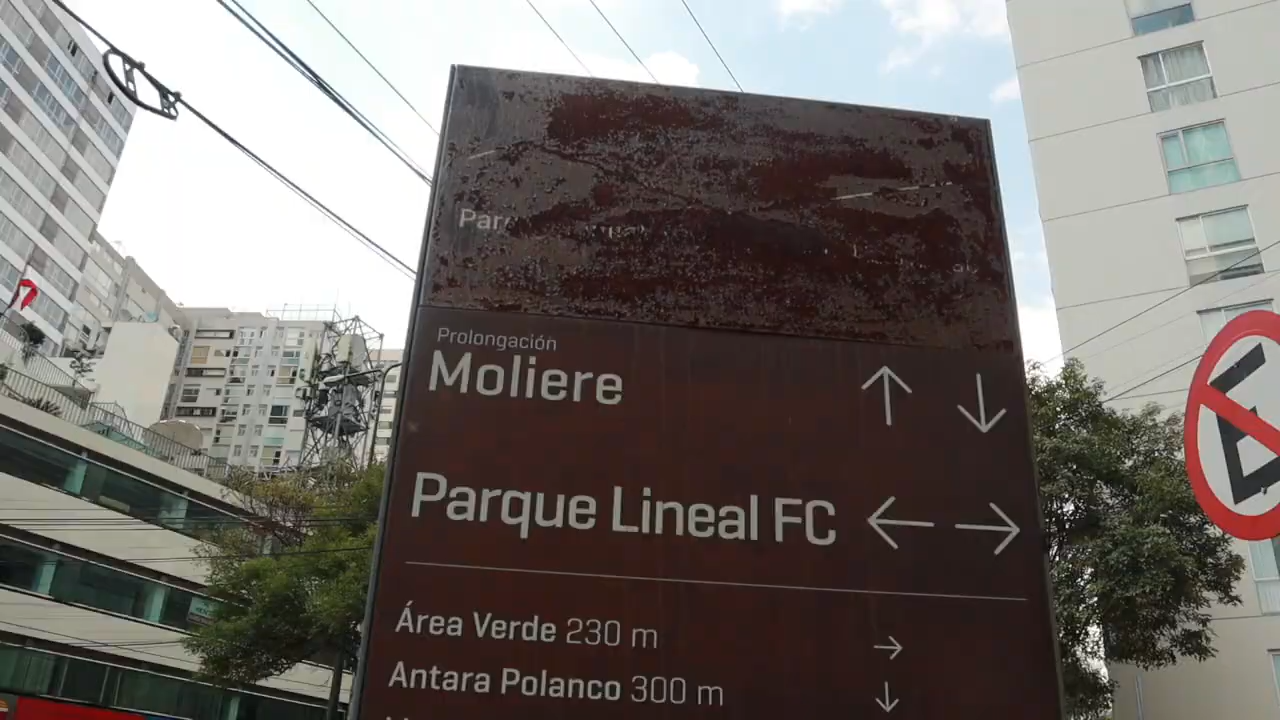 Prolongación
Moliere ↑ ↓
Parque Lineal FC ← →
Área Verde 230 m →
Antara Polanco 300 m ↓